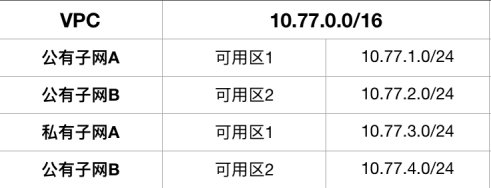 VPC 10.77.0.0/16
公有子网A 可用区1 10.77.1.0/24
公有子网B 可用区2 10.77.2.0/24
私有子网A 可用区1 10.77.3.0/24
公有子网B 可用区2 10.77.4.0/24